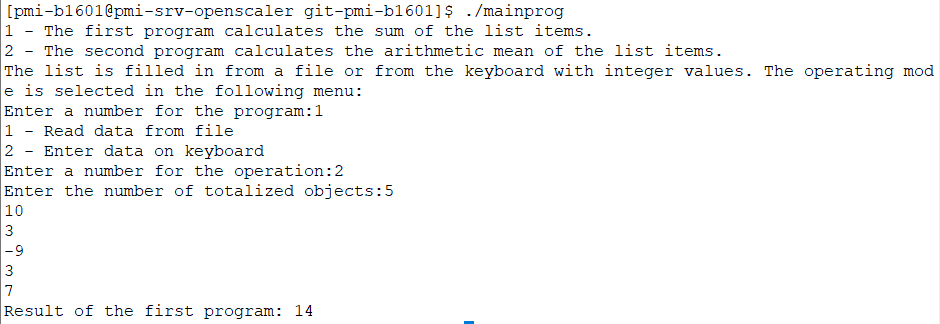 [pmi-b1601@pmi-srv-openscaler git-pmi-b1601]$ ./mainprog
1 - The first program calculates the sum of the list items.
2 - The second program calculates the arithmetic mean of the list items.
The list is filled in from a file or from the keyboard with integer values. The operating mod
e is selected in the following menu:
Enter a number for the program:1
1 - Read data from file
2 - Enter data on keyboard
Enter a number for the operation:2
Enter the number of totalized objects:5
10
3
-9
3
7
Result of the first program: 14